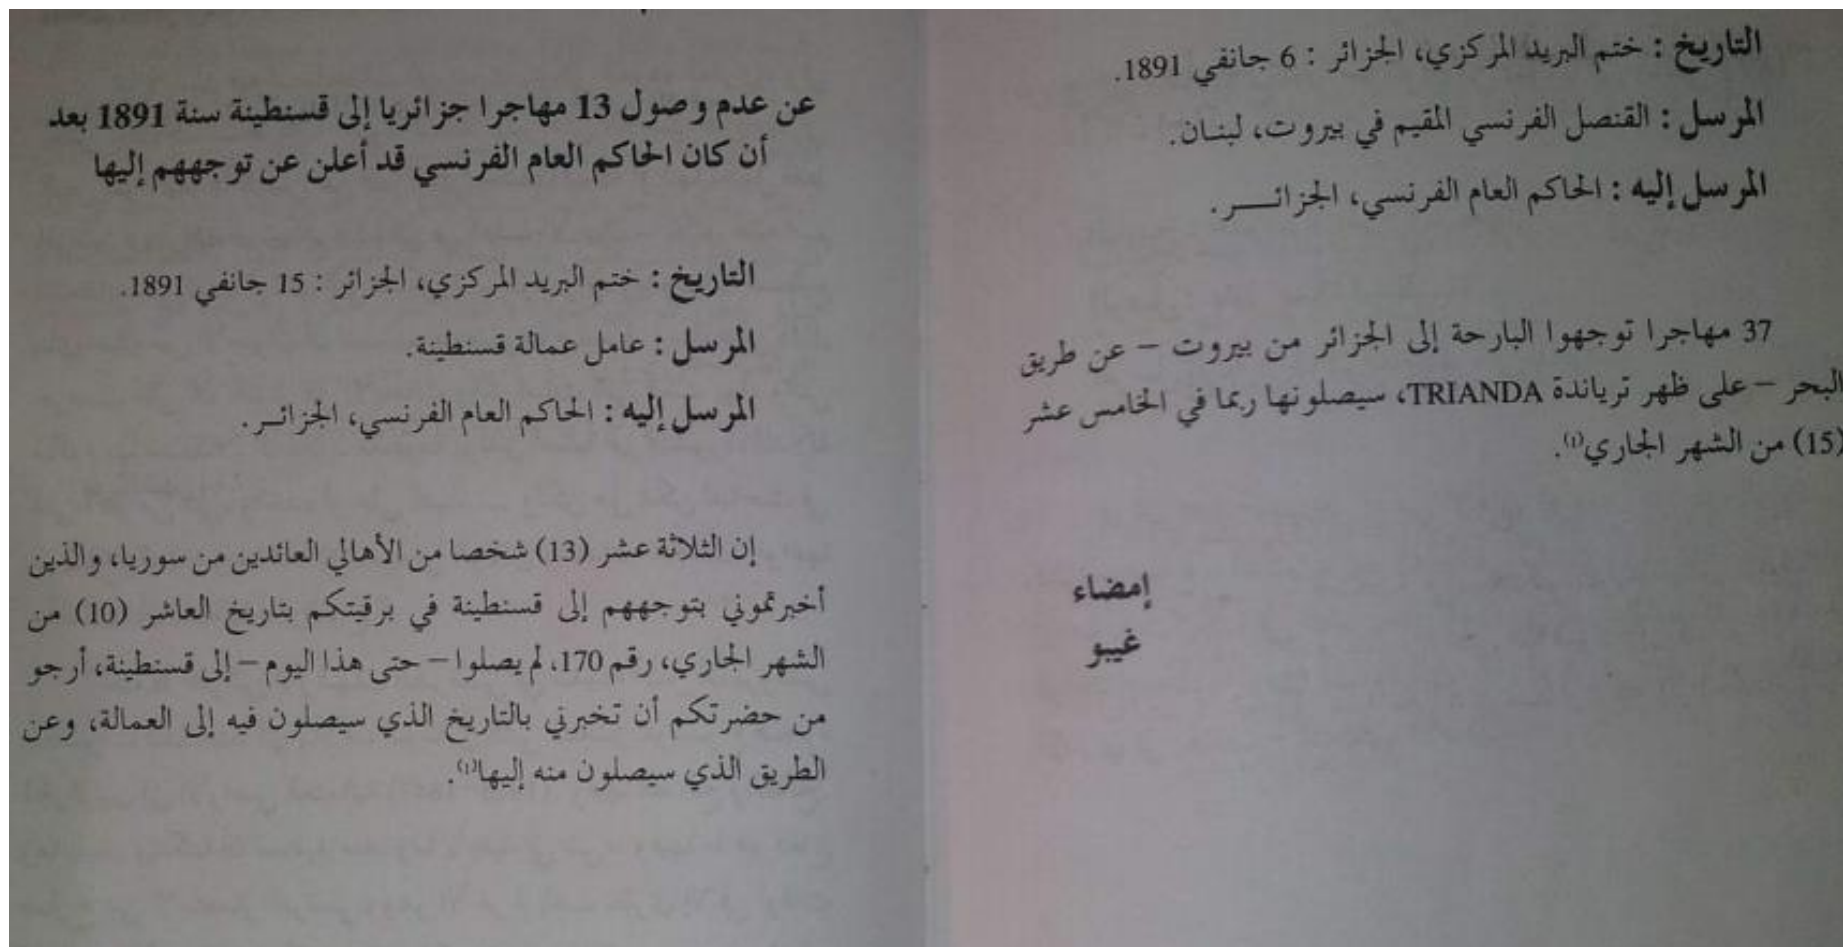 التاريخ : ختم البريد المركزي، الجزائر : 6 جانفي 1891.
المرسل : القنصل الفرنسي المقيم في بيروت، لبنـان.
المرسل إليه : الحاكم العام الفرنسي، الجزائـــر.
37 مهاجرا توجهوا البارحة إلى الجزائر من بيروت – عن طريق
البحر – على ظهر ترياندة TRIANDA، سيصلونها ربما في الخامس عشر
(15) من الشهر الجاري(1).
إمضاء
غيبو
عن عدم وصول 13 مهاجرا جزائريا إلى قسنطينة سنة 1891 بعد
أن كان الحاكم العام الفرنسي قد أعلن عن توجههم إليها
التاريخ : ختم البريد المركزي، الجزائر : 15 جانفي 1891.
المرسل : عامل عمالة قسنطينة.
المرسل إليه : الحاكم العام الفرنسي، الجزائـر.
إن الثلاثة عشر (13) شخصا من الأهالي العائدين من سوريا، والذين
أخبرتموني بتوجههم إلى قسنطينة في برقيتكم بتاريخ العاشر (10) من
الشهر الجاري، رقم 170، لم يصلوا – حتى هذا اليوم – إلى قسنطينة، أرجو
من حضرتكم أن تخبرني بالتاريخ الذي سيصلون فيه إلى العمالة، وعن
الطريق الذي سيصلون منه إليها(1).